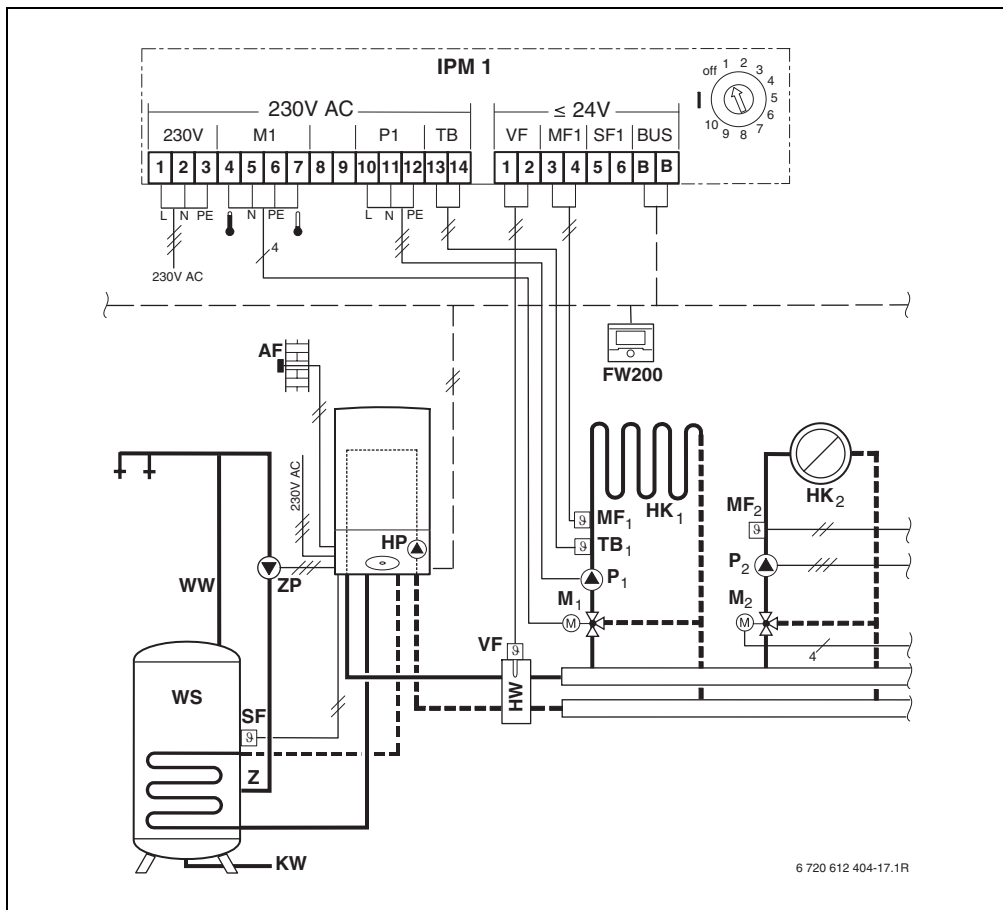 IPM 1
off 1 2 3 4 5 6 7 8 9 10
I
230V AC
≤ 24V
230V M1 P1 TB
VF MF1 SF1 BUS
1 2 3 4 5 6 7 8 9 10 11 12 13 14
1 2 3 4 5 6 B B
L N PE N PE L N PE
4
230V AC
AF
FW200
230V AC
HP
HK1
HK2
MF1
MF2
TB1
P1
P2
WW
ZP
M1
M2
M
M
VF
4
WS
SF
HW
Z
KW
ϑ
ϑ
ϑ
ϑ
ϑ
6 720 612 404-17.1R